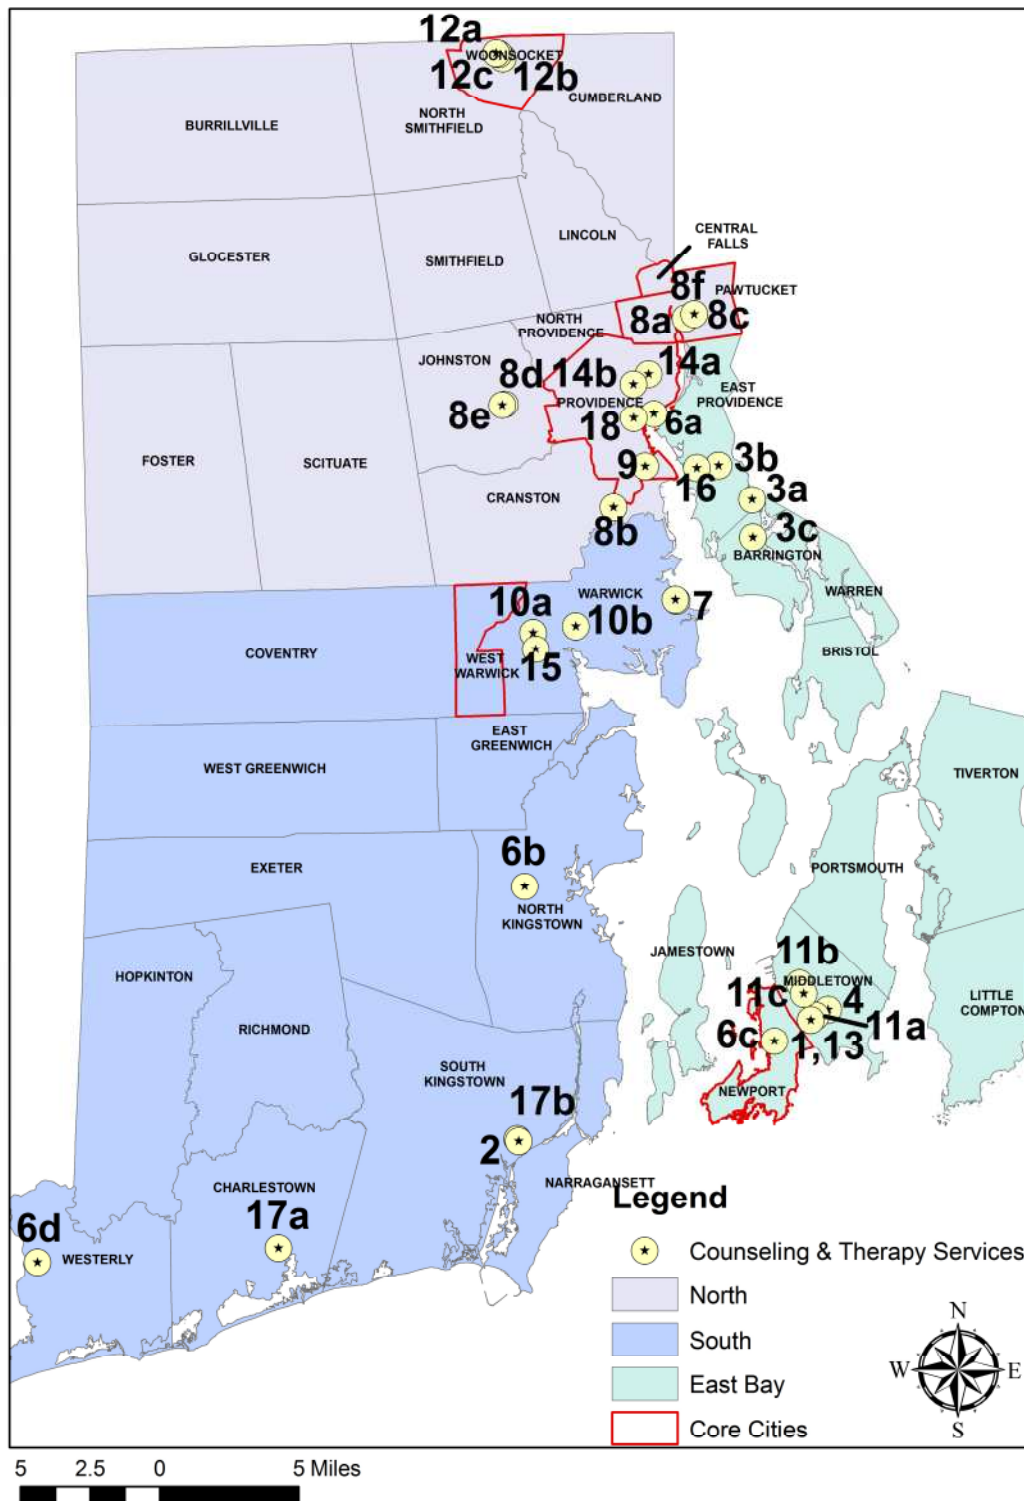 12a
WOONSOCKET
12c
12b
CUMBERLAND
NORTH
SMITHFIELD
BURRILLVILLE
CENTRAL
FALLS
LINCOLN
GLOCESTER
SMITHFIELD
8f
PAWTUCKET
8a
8c
NORTH
PROVIDENCE
JOHNSTON
8d
14b
14a
EAST
PROVIDENCE
PROVIDENCE
8e
18
6a
FOSTER
SCITUATE
9
16
3b
CRANSTON
3a
8b
3c
BARRINGTON
WARREN
WARWICK
10a
10b
7
COVENTRY
WEST
WARWICK
15
BRISTOL
EAST
GREENWICH
WEST GREENWICH
TIVERTON
6b
EXETER
PORTSMOUTH
NORTH
KINGSTOWN
JAMESTOWN
11b
HOPKINTON
MIDDLETOWN
11c
4
LITTLE
COMPTON
RICHMOND
11a
6c
1,13
SOUTH
KINGSTOWN
NEWPORT
17b
2
CHARLESTOWN
NARRAGANSETT
17a
6d
WESTERLY
Legend
Counseling & Therapy Services
North
South
East Bay
Core Cities
N
W
E
S
5 2.5 0 5 Miles